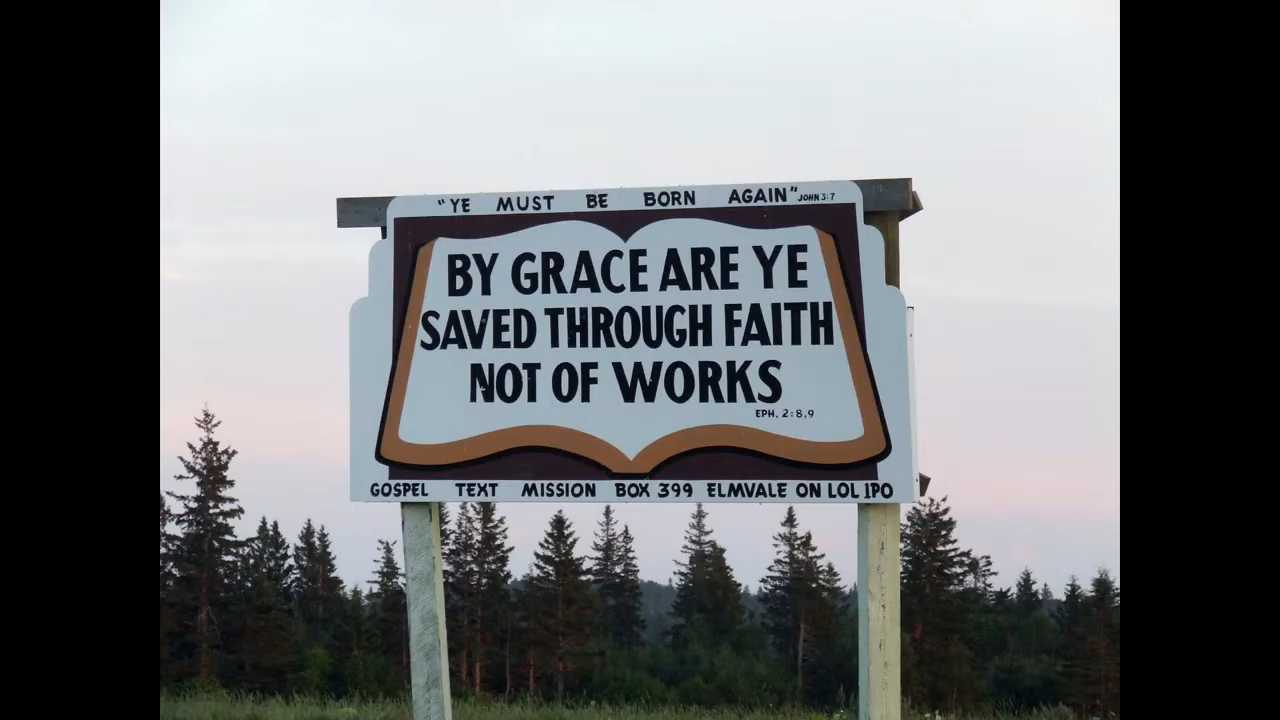 "YE MUST BE BORN AGAIN" JOHN 3:7
BY GRACE ARE YE
SAVED THROUGH FAITH
NOT OF WORKS
EPH. 2:8,9
GOSPEL TEXT MISSION BOX 399 ELMVALE ON LOL 1PO